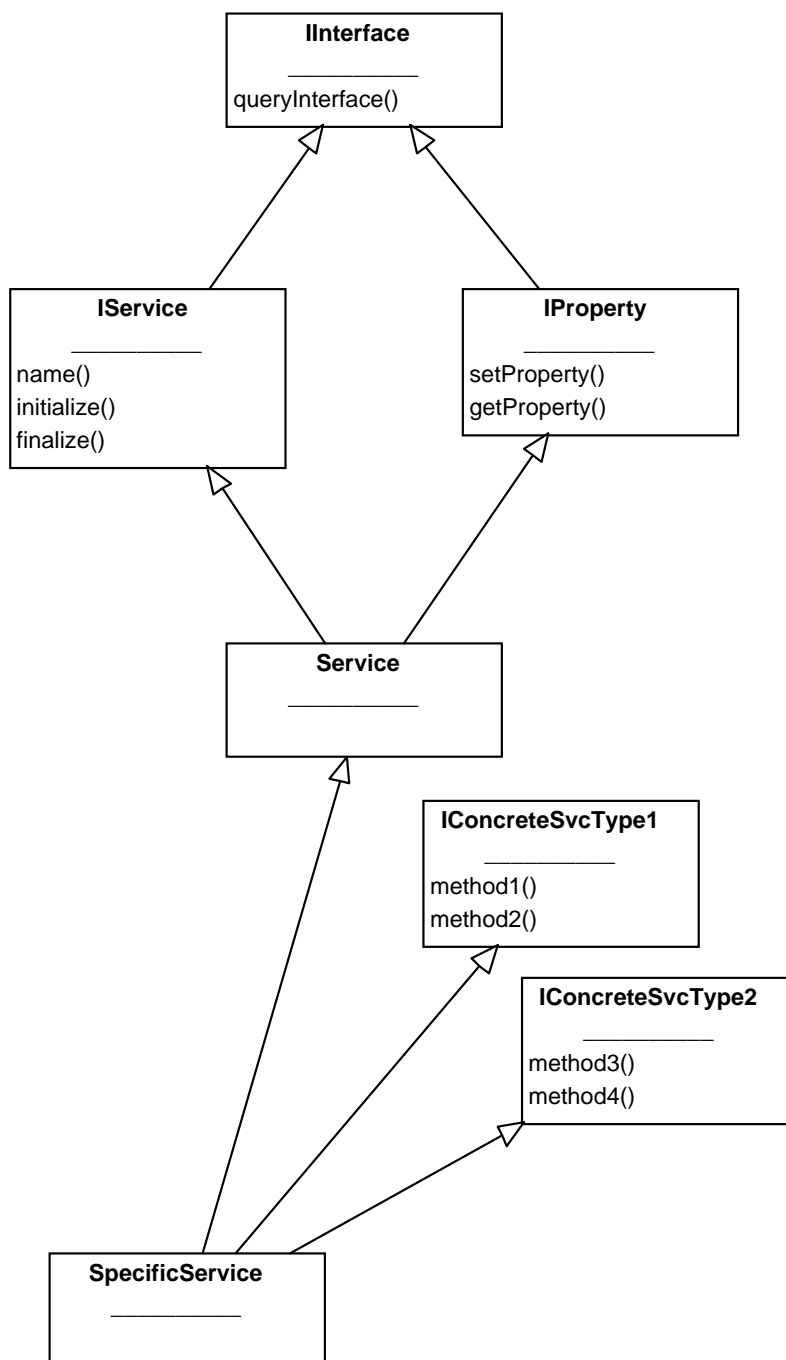 IInterface
queryInterface()
IService
name()
initialize()
finalize()
IProperty
setProperty()
getProperty()
Service
IConcreteSvcType1
method1()
method2()
IConcreteSvcType2
method3()
method4()
SpecificService